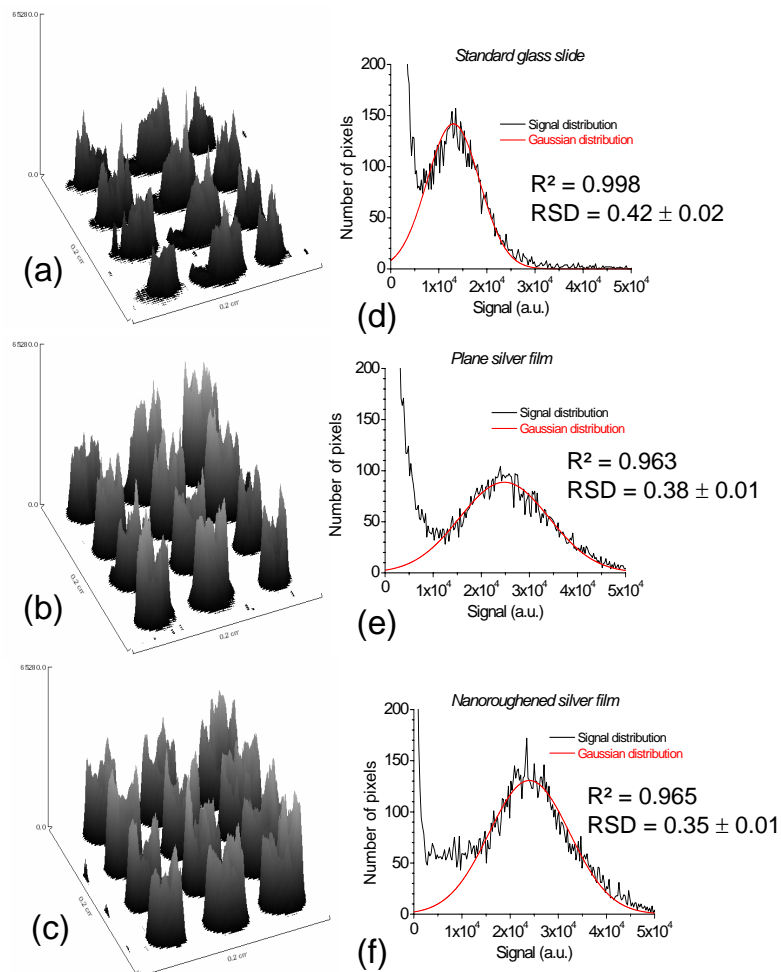 65280.0
0.0
0.2 cm
0.2 cm
(a)
Standard glass slide
200
150
100
50
0
Number of pixels
Signal distribution
Gaussian distribution
R² = 0.998
RSD = 0.42 ± 0.02
0 1x10⁴ 2x10⁴ 3x10⁴ 4x10⁴ 5x10⁴
Signal (a.u.)
(d)
65280.0
0.0
0.2 cm
0.2 cm
(b)
Plane silver film
200
150
100
50
0
Number of pixels
Signal distribution
Gaussian distribution
R² = 0.963
RSD = 0.38 ± 0.01
0 1x10⁴ 2x10⁴ 3x10⁴ 4x10⁴ 5x10⁴
Signal (a.u.)
(e)
65280.0
0.0
0.2 cm
0.2 cm
(c)
Nanoroughened silver film
200
150
100
50
0
Number of pixels
Signal distribution
Gaussian distribution
R² = 0.965
RSD = 0.35 ± 0.01
0 1x10⁴ 2x10⁴ 3x10⁴ 4x10⁴ 5x10⁴
Signal (a.u.)
(f)